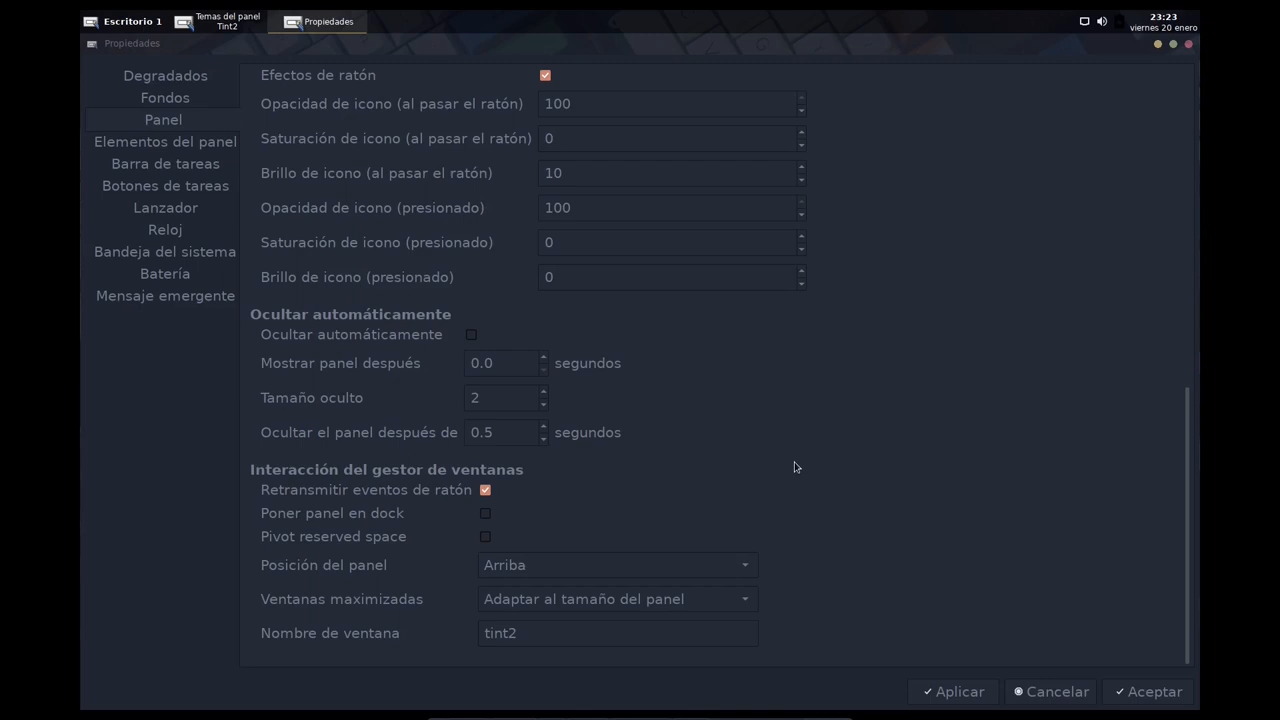 Escritorio 1
Temas del panel
Tint2
Propiedades
23:23
viernes 20 enero
Propiedades
Degradados
Fondos
Panel
Elementos del panel
Barra de tareas
Botones de tareas
Lanzador
Reloj
Bandeja del sistema
Batería
Mensaje emergente
Efectos de ratón
Opacidad de icono (al pasar el ratón) 100
Saturación de icono (al pasar el ratón) 0
Brillo de icono (al pasar el ratón) 10
Opacidad de icono (presionado) 100
Saturación de icono (presionado) 0
Brillo de icono (presionado) 0
Ocultar automáticamente
Ocultar automáticamente
Mostrar panel después 0.0 segundos
Tamaño oculto 2
Ocultar el panel después de 0.5 segundos
Interacción del gestor de ventanas
Retransmitir eventos de ratón
Poner panel en dock
Pivot reserved space
Posición del panel Arriba
Ventanas maximizadas Adaptar al tamaño del panel
Nombre de ventana tint2
Aplicar Cancelar Aceptar